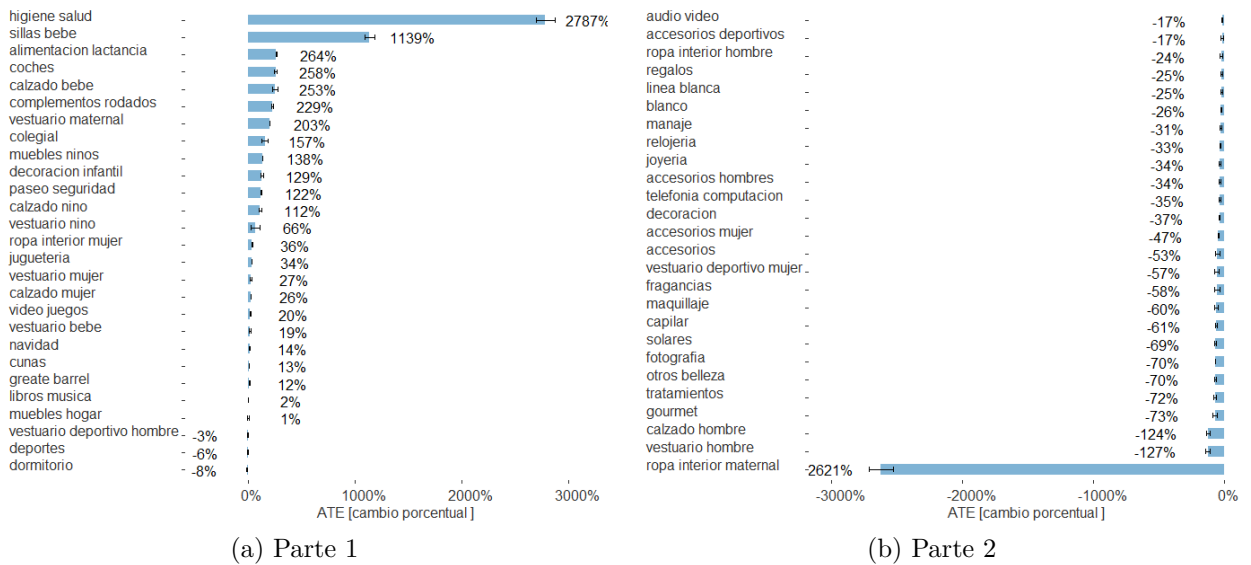 higiene salud 2787%
sillas bebe 1139%
alimentacion lactancia 264%
coches 258%
calzado bebe 253%
complementos rodados 229%
vestuario maternal 203%
colegial 157%
muebles ninos 138%
decoracion infantil 129%
paseo seguridad 122%
calzado nino 112%
vestuario nino 66%
ropa interior mujer 36%
jugueteria 34%
vestuario mujer 27%
calzado mujer 26%
video juegos 20%
vestuario bebe 19%
navidad 14%
cunas 13%
greate barrel 12%
libros musica 2%
muebles hogar 1%
vestuario deportivo hombre -3%
deportes -6%
dormitorio -8%
0% 1000% 2000% 3000%
ATE [cambio porcentual ]
(a) Parte 1
audio video -17%
accesorios deportivos -17%
ropa interior hombre -24%
regalos -25%
linea blanca -25%
blanco -26%
manaje -31%
relojeria -33%
joyeria -34%
accesorios hombres -34%
telefonia computacion -35%
decoracion -37%
accesorios mujer -47%
accesorios -53%
vestuario deportivo mujer -57%
fragancias -58%
maquillaje -60%
capilar -61%
solares -69%
fotografia -70%
otros belleza -70%
tratamientos -72%
gourmet -73%
calzado hombre -124%
vestuario hombre -127%
ropa interior maternal -2621%
-3000% -2000% -1000% 0%
ATE [cambio porcentual ]
(b) Parte 2